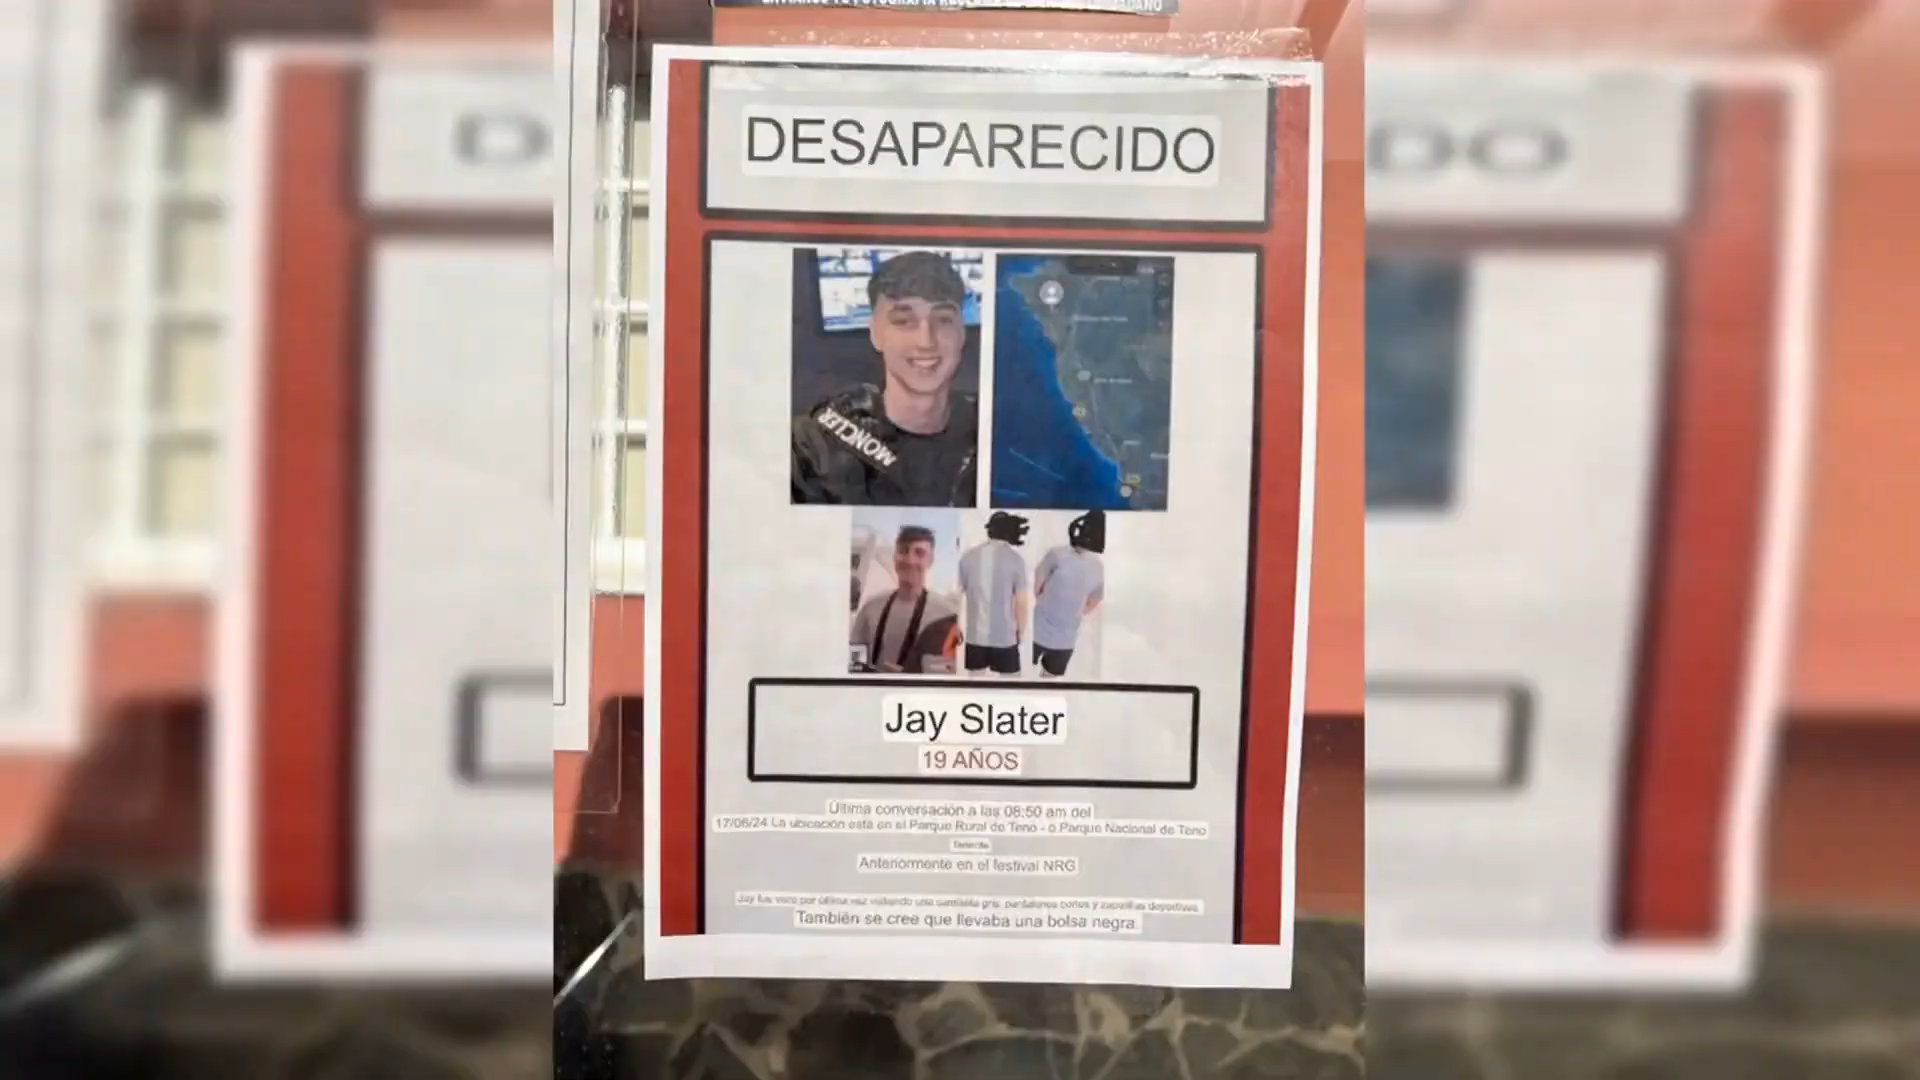 DESAPARECIDO
MONCLER
Jay Slater
19 AÑOS
Última conversación a las 08:50 am del
17/06/24 La ubicación está en el Parque Rural de Teno - o Parque Nacional de Teno
Tenerife
Anteriormente en el festival NRG
Jay fue visto por última vez vistiendo una camiseta gris, pantalones cortos y zapatillas deportivas.
También se cree que llevaba una bolsa negra.